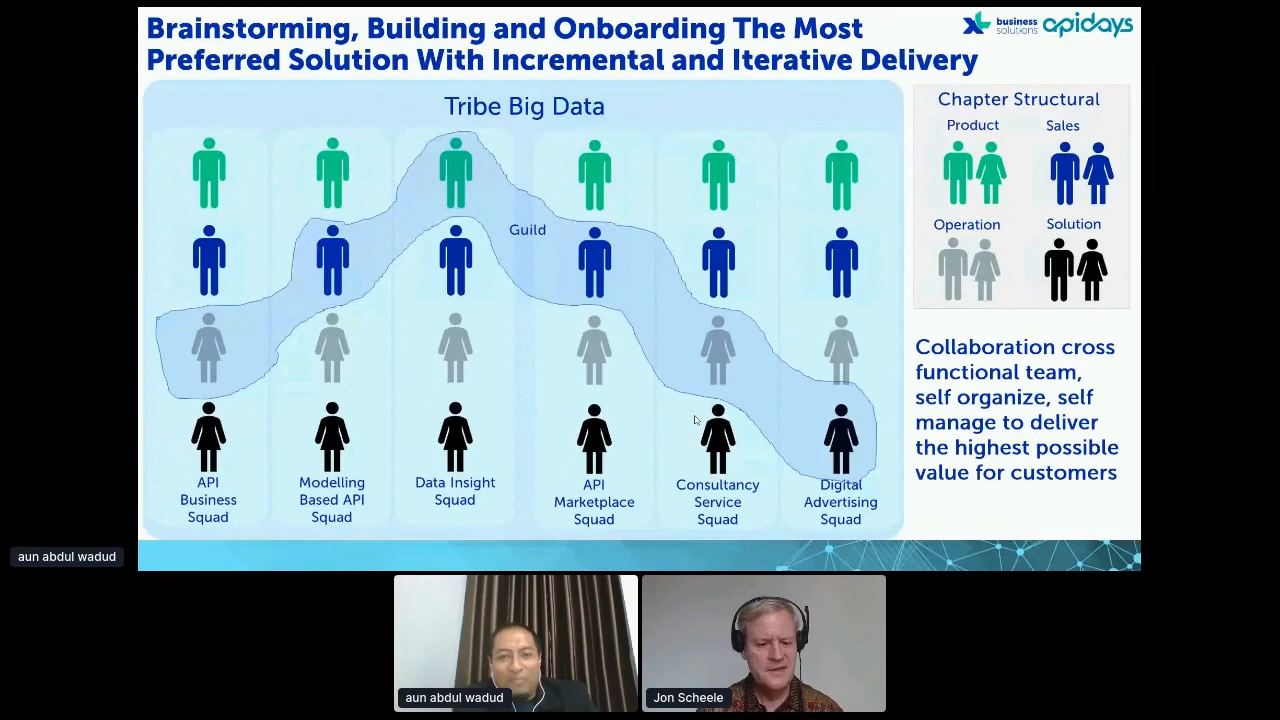 Brainstorming, Building and Onboarding The Most
Preferred Solution With Incremental and Iterative Delivery
business
solutions
apidays
Tribe Big Data
Guild
API
Business
Squad
Modelling
Based API
Squad
Data Insight
Squad
API
Marketplace
Squad
Consultancy
Service
Squad
Digital
Advertising
Squad
Chapter Structural
Product
Sales
Operation
Solution
Collaboration cross
functional team,
self organize, self
manage to deliver
the highest possible
value for customers
aun abdul wadud
aun abdul wadud
Jon Scheele